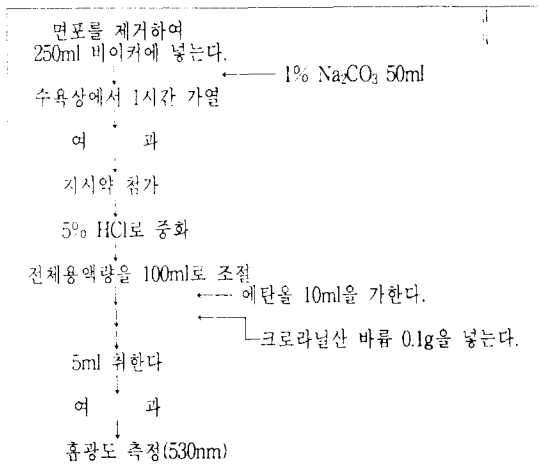 면포를 제거하여
250ml 비이커에 넣는다.
1% Na₂CO₃ 50ml
수욕상에서 1시간 가열
여 과
지시약 첨가
5% HCl로 중화
전체용액량을 100ml로 조절
에탄올 10ml을 가한다.
크로라닐산 바륨 0.1g을 넣는다.
5ml 취한다
여 과
흡광도 측정(530nm)